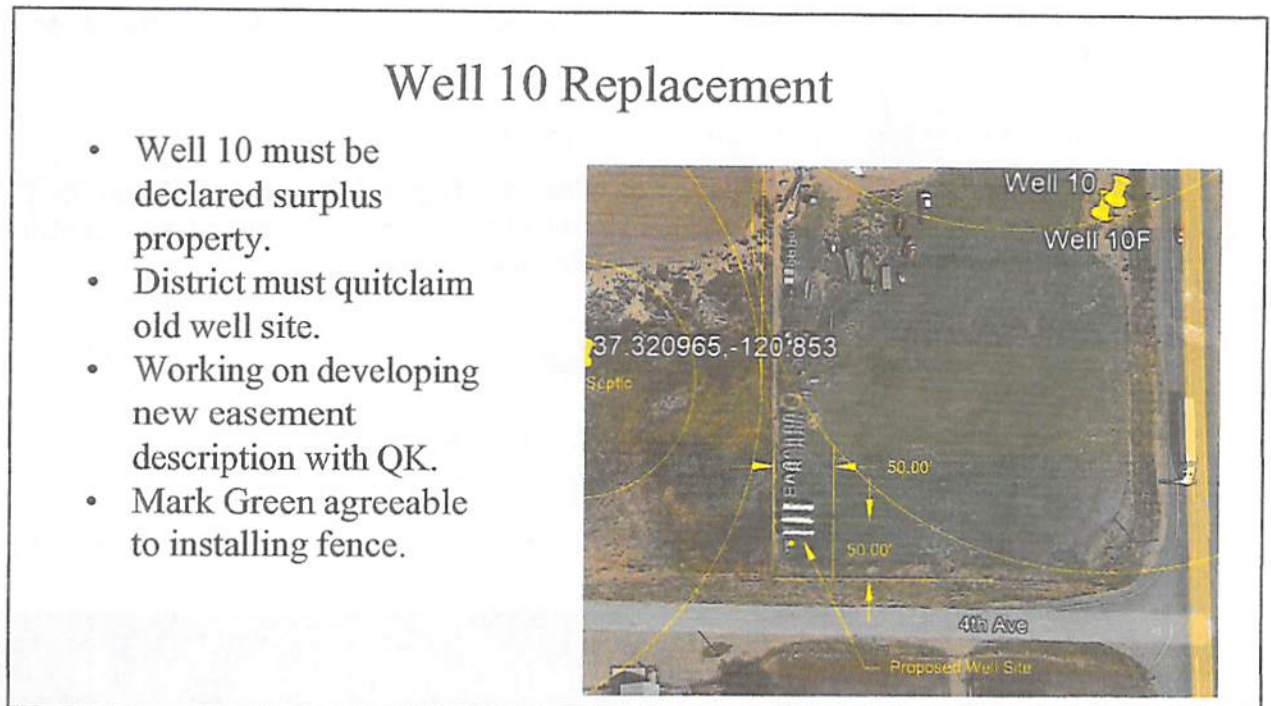 Well 10 Replacement
• Well 10 must be
declared surplus
property.
• District must quitclaim
old well site.
• Working on developing
new easement
description with QK.
• Mark Green agreeable
to installing fence.
Well 10
Well 10F
37.320965,-120.853
Septic
50.00'
50.00'
4th Ave
Proposed Well Site